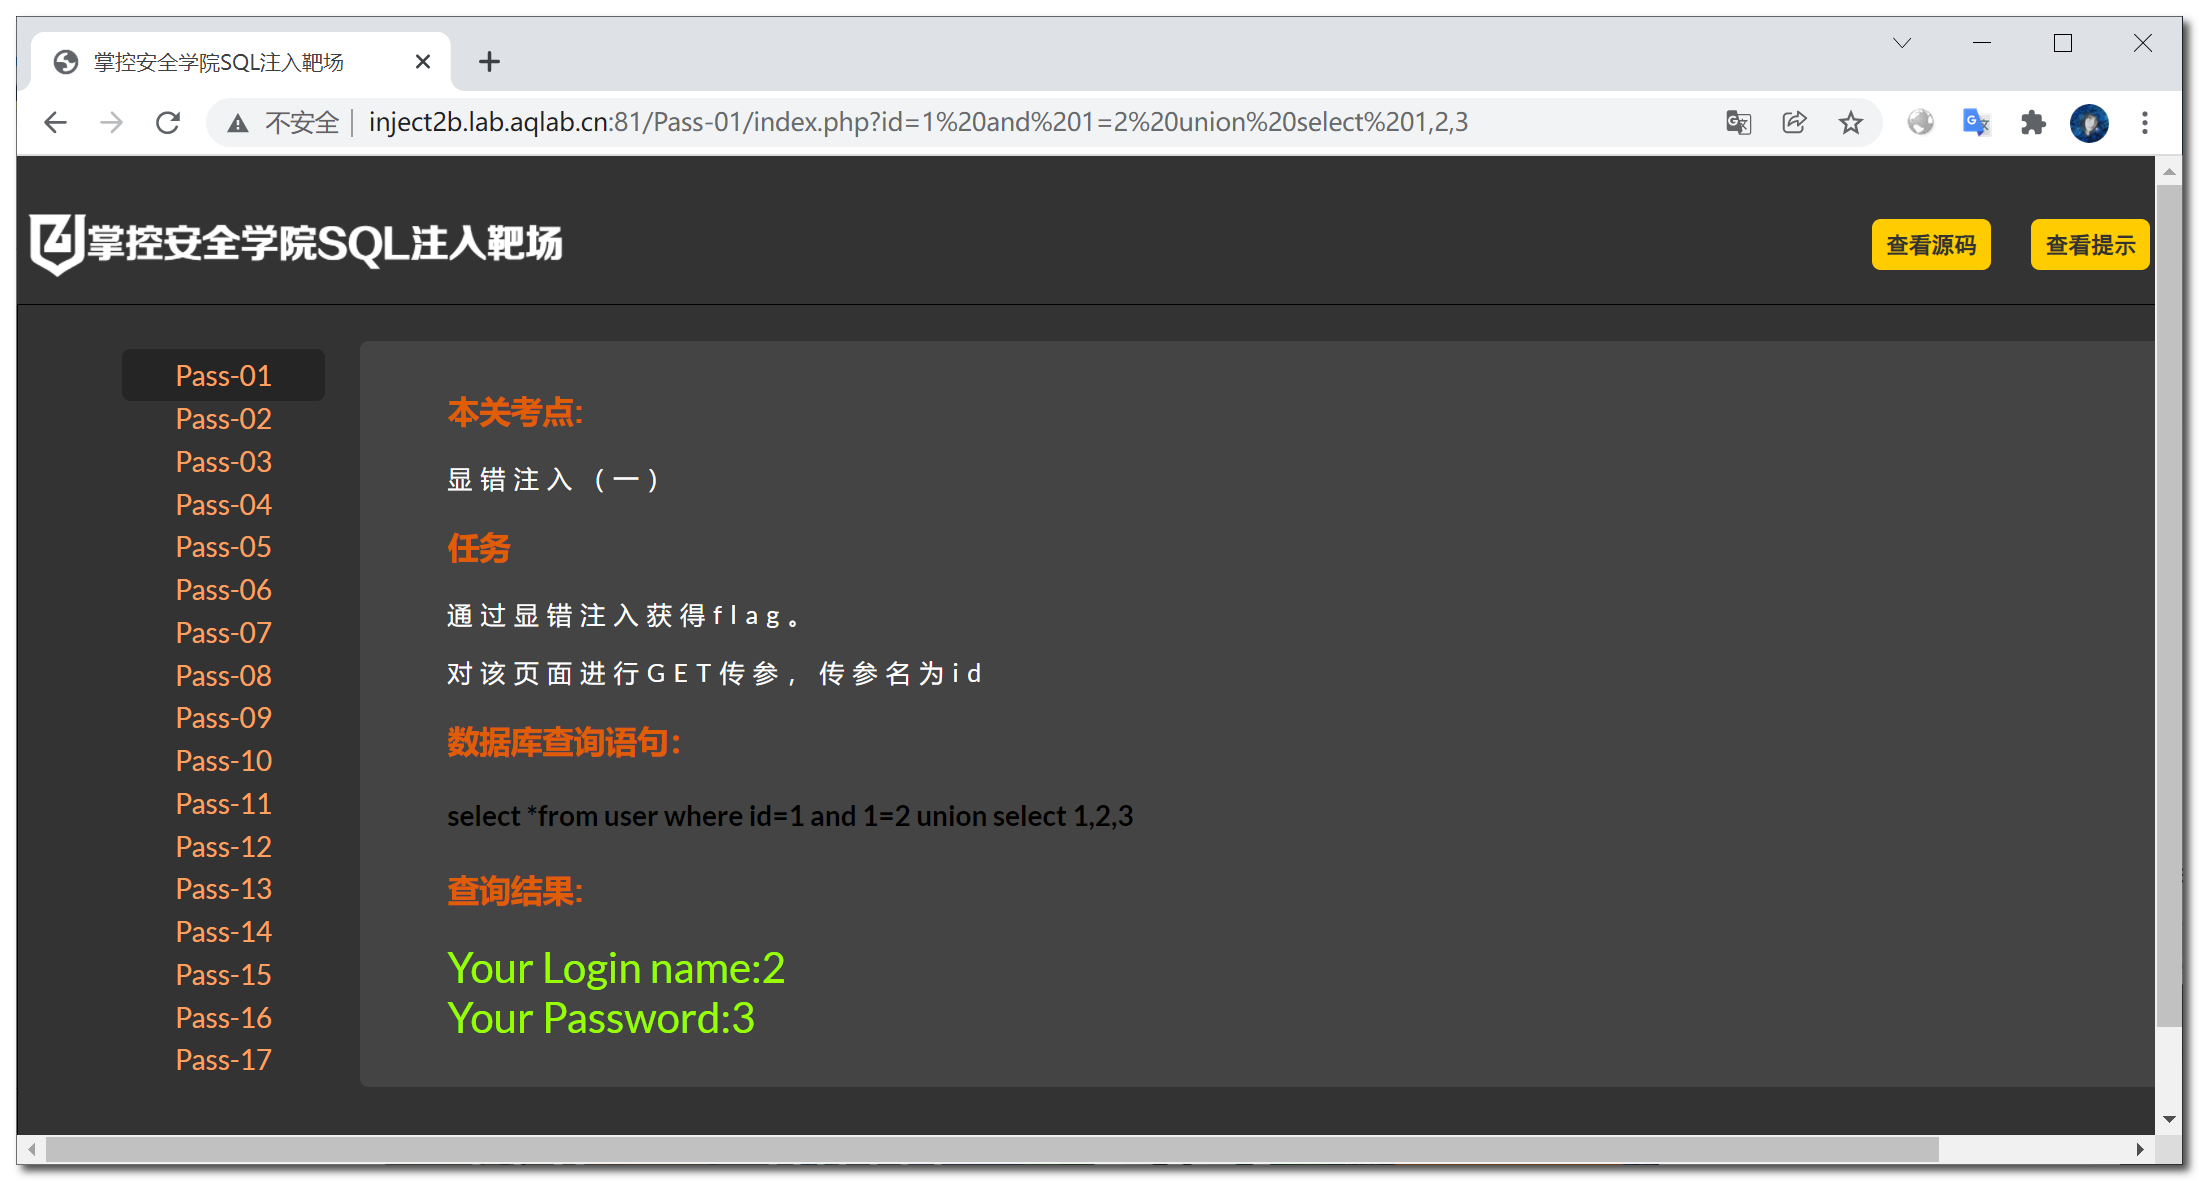 掌控安全学院SQL注入靶场
不安全 inject2b.lab.aqlab.cn:81/Pass-01/index.php?id=1%20and%201=2%20union%20select%201,2,3
掌控安全学院SQL注入靶场
查看源码 查看提示
Pass-01
Pass-02
Pass-03
Pass-04
Pass-05
Pass-06
Pass-07
Pass-08
Pass-09
Pass-10
Pass-11
Pass-12
Pass-13
Pass-14
Pass-15
Pass-16
Pass-17
本关考点:
显错注入（一）
任务
通过显错注入获得flag。
对该页面进行GET传参，传参名为id
数据库查询语句：
select *from user where id=1 and 1=2 union select 1,2,3
查询结果:
Your Login name:2
Your Password:3